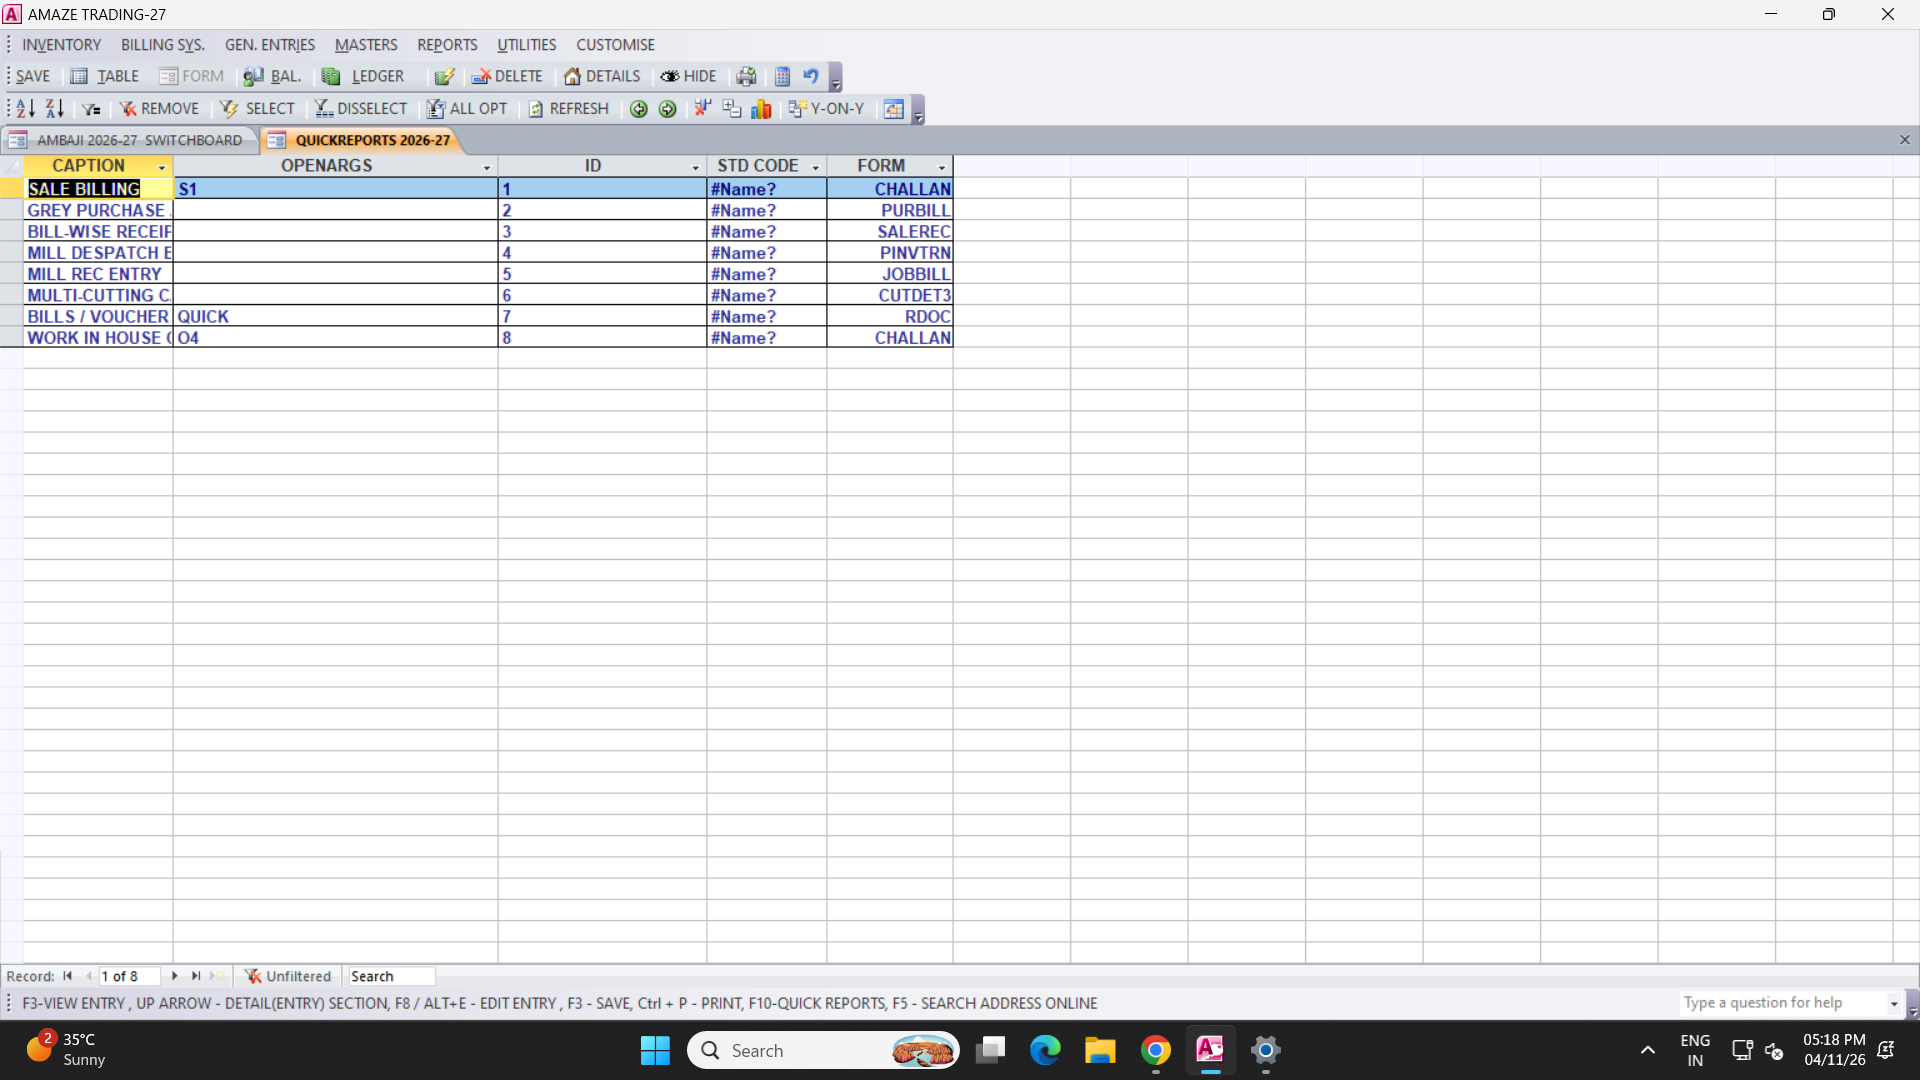 AMAZE TRADING-27
INVENTORY BILLING SYS. GEN. ENTRIES MASTERS REPORTS UTILITIES CUSTOMISE
SAVE TABLE FORM BAL. LEDGER DELETE DETAILS HIDE
REMOVE SELECT DISSELECT ALL OPT REFRESH Y-ON-Y
AMBAJI 2026-27 SWITCHBOARD QUICKREPORTS 2026-27
CAPTION OPENARGS ID STD CODE FORM
SALE BILLING S1 1 #Name? CHALLAN
GREY PURCHASE 2 #Name? PURBILL
BILL-WISE RECEIF 3 #Name? SALEREC
MILL DESPATCH E 4 #Name? PINVTRN
MILL REC ENTRY 5 #Name? JOBBILL
MULTI-CUTTING C 6 #Name? CUTDET3
BILLS / VOUCHER QUICK 7 #Name? RDOC
WORK IN HOUSE O4 8 #Name? CHALLAN
Record: 1 of 8 Unfiltered Search
F3-VIEW ENTRY , UP ARROW - DETAIL(ENTRY) SECTION, F8 / ALT+E - EDIT ENTRY , F3 - SAVE, Ctrl + P - PRINT, F10-QUICK REPORTS, F5 - SEARCH ADDRESS ONLINE Type a question for help
2 35°C
Sunny
Search
ENG
IN
05:18 PM
04/11/26